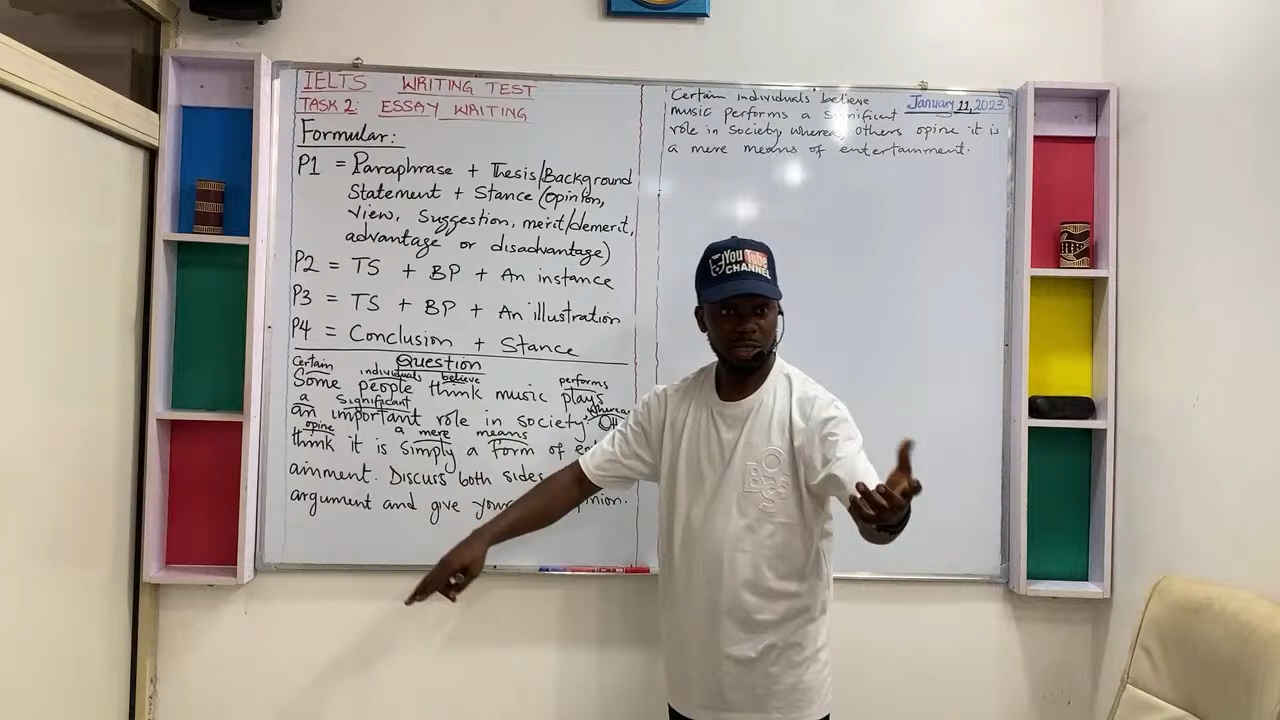 IELTS WRITING TEST
TASK 2: ESSAY WRITING
Formular:
P1 = Paraphrase + Thesis/Background
Statement + Stance (opinion,
view, suggestion, merit/demerit,
advantage or disadvantage)
P2 = TS + BP + An instance
P3 = TS + BP + An illustration
P4 = Conclusion + Stance
Question
Certain individuals believe performs
Some people think music plays
a significant whereas
an important role in society.
opine a mere means
think it is simply a form of
ainment. Discuss both sides
argument and give
Certain individuals believe
January 11, 2023
music performs a significant
role in society, whereas others opine it is
a mere means of entertainment.
You Tube
CHANNEL
BO